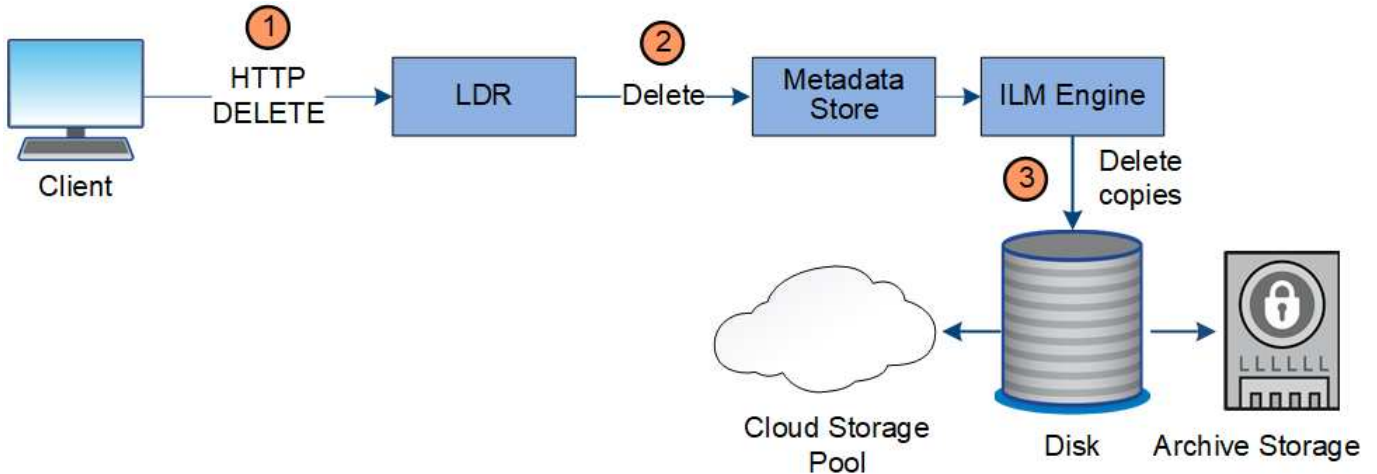 1
HTTP
DELETE
Client
LDR
2
Delete
Metadata
Store
ILM Engine
3
Delete
copies
Cloud Storage
Pool
Disk
LLLLLL
Archive Storage